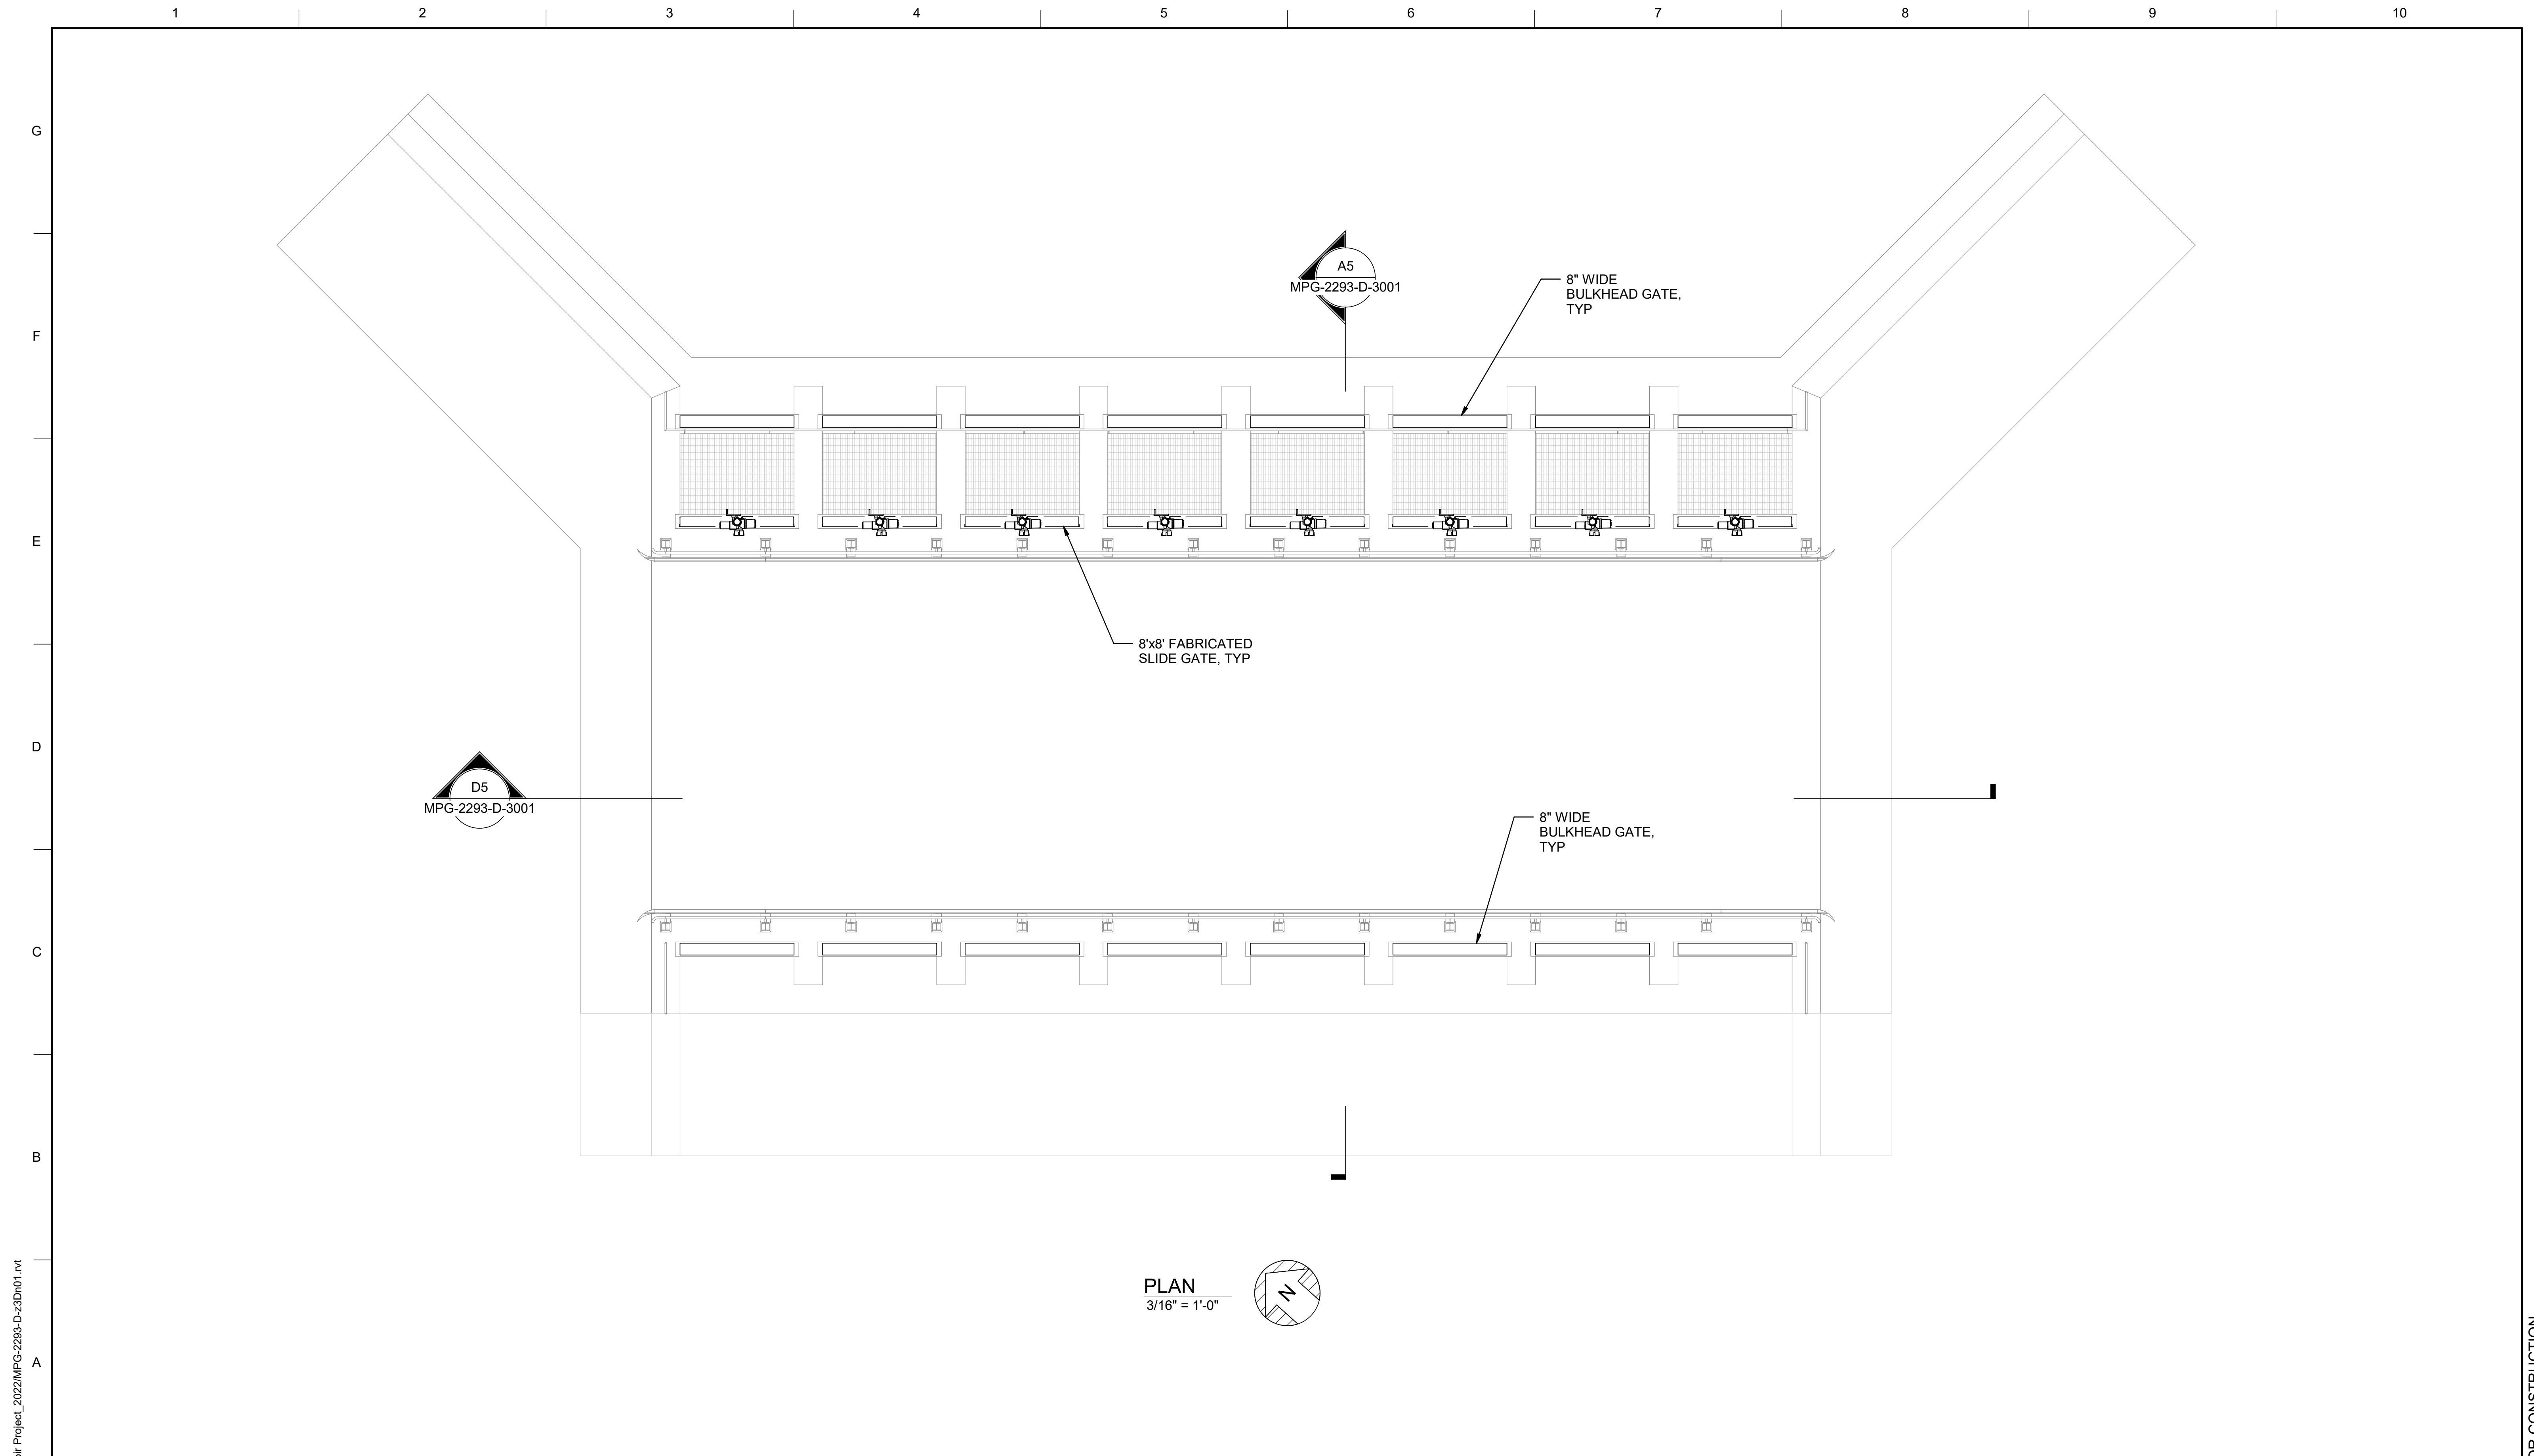 1 2 3 4 5 6 7 8 9 10
G
F
E
D
C
B
A
A5
MPG-2293-D-3001
8" WIDE
BULKHEAD GATE,
TYP
8'x8' FABRICATED
SLIDE GATE, TYP
D5
MPG-2293-D-3001
8" WIDE
BULKHEAD GATE,
TYP
PLAN
3/16" = 1'-0"
N
Project_2022/MPG-2293-D-z3Dn01.rvt
CONSTRUCTION